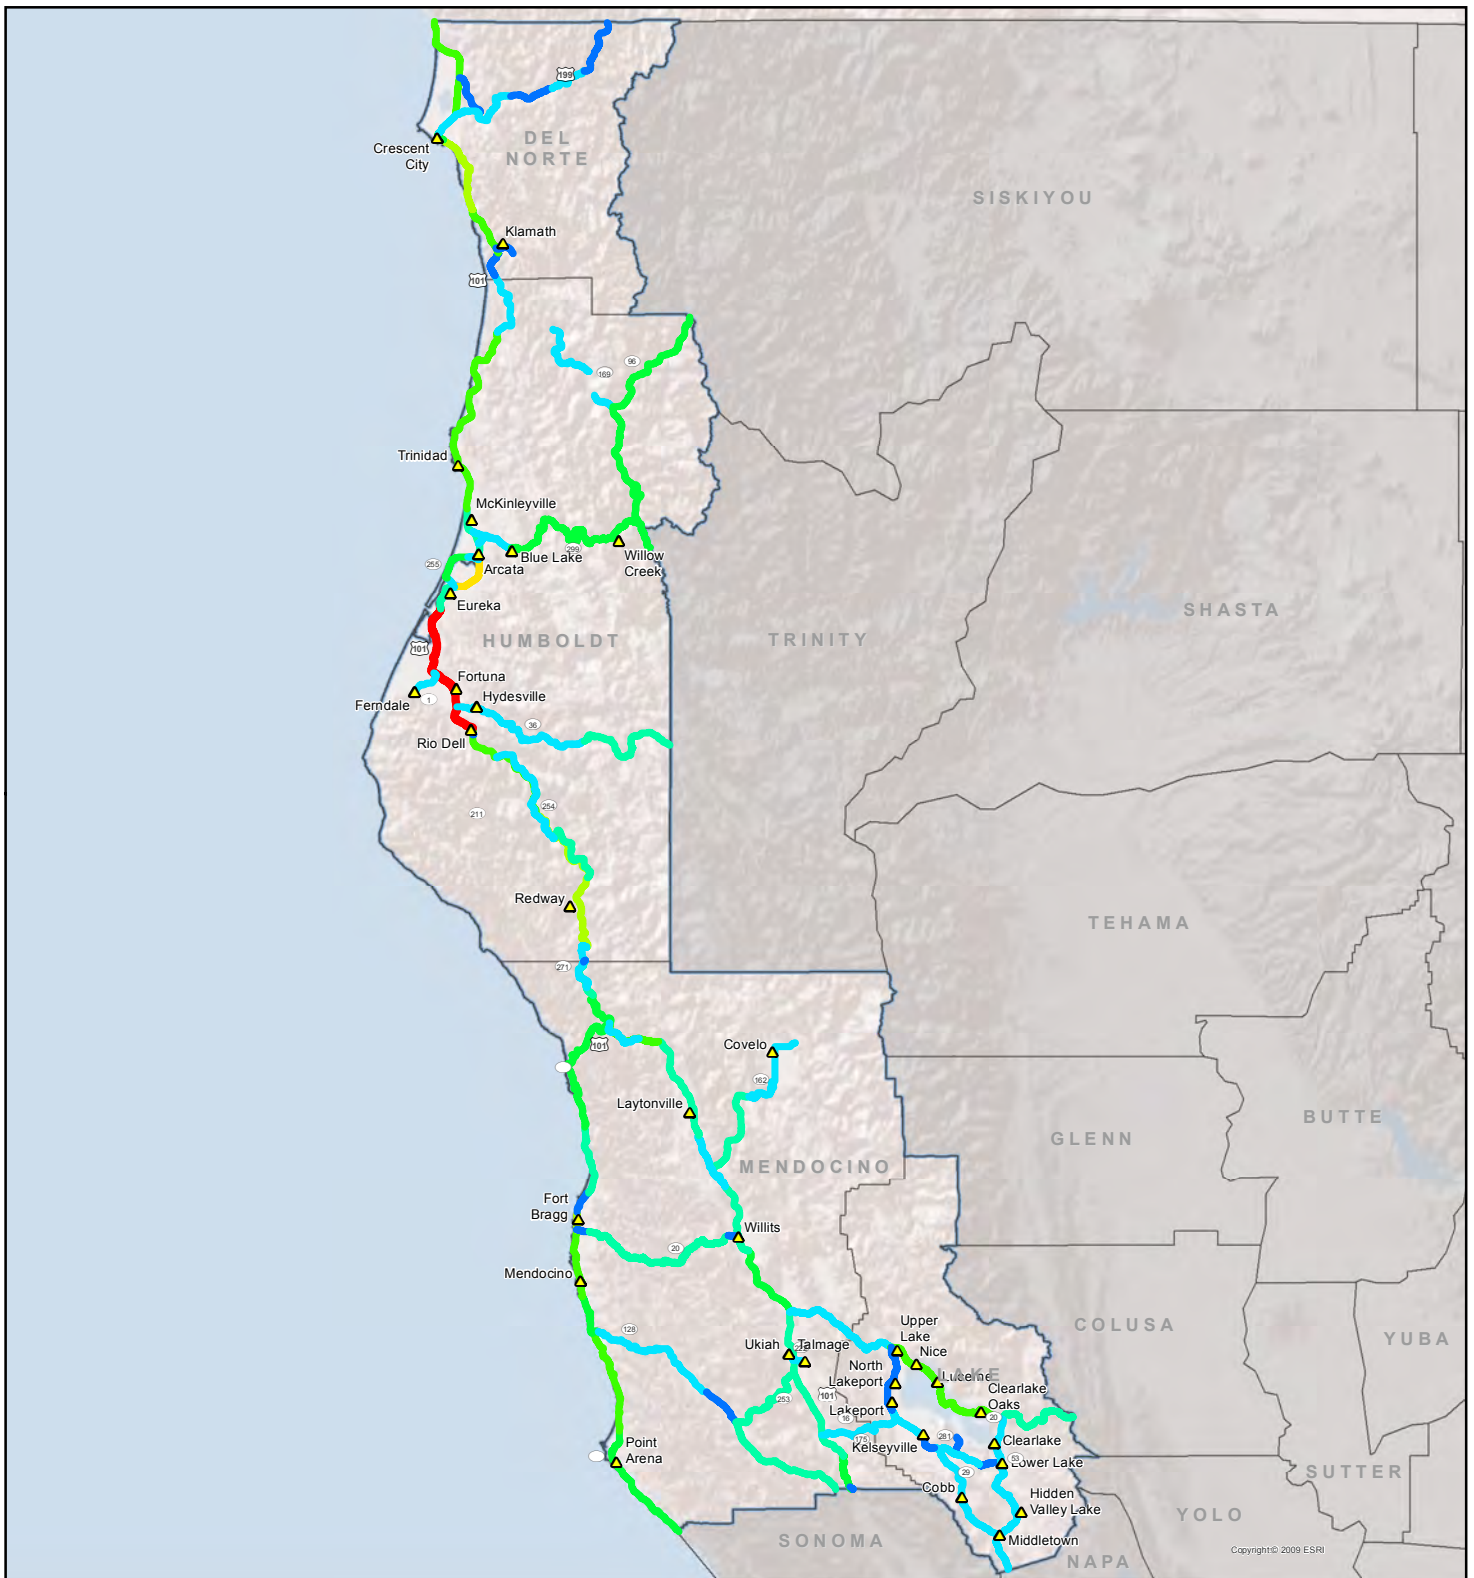 199
DEL
NORTE
Crescent
City
SISKIYOU
Klamath
101
96
169
Trinidad
McKinleyville
299
Blue Lake
Willow
Creek
255
Arcata
Eureka
SHASTA
HUMBOLDT
TRINITY
101
Fortuna
Ferndale
1
Hydesville
36
Rio Dell
254
211
Redway
TEHAMA
271
101
Covelo
162
Laytonville
BUTTE
GLENN
MENDOCINO
Fort
Bragg
Willits
20
Mendocino
128
COLUSA
YUBA
Upper
Lake
Ukiah
Talmage
Nice
North
Lakeport
LAKE
Lucerne
Clearlake
Oaks
101
253
Lakeport
16
20
175
Kelseyville
281
Clearlake
Point
Arena
53
Lower Lake
29
SUTTER
Cobb
Hidden
Valley Lake
YOLO
SONOMA
Middletown
NAPA
Copyright:© 2009 ESRI